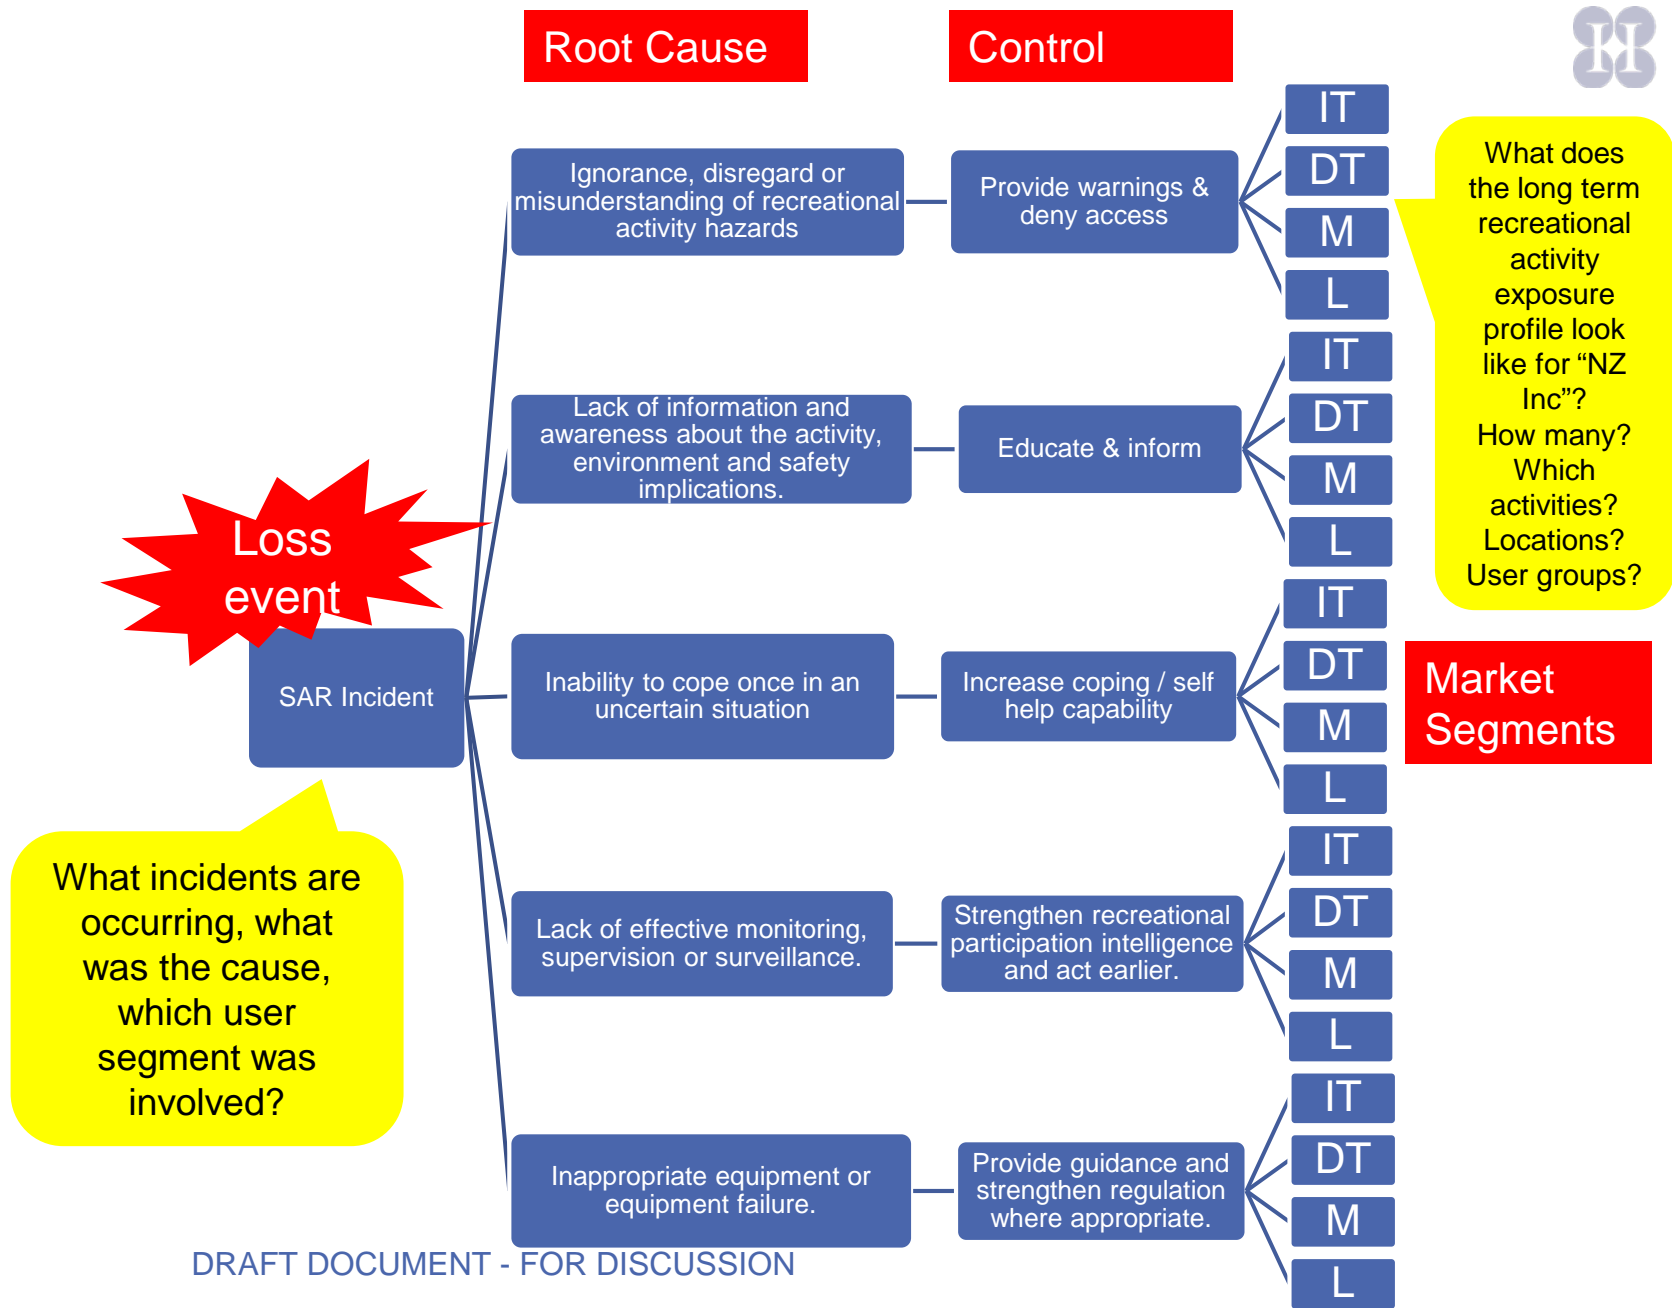 Root Cause
Control
Ignorance, disregard or
misunderstanding of recreational
activity hazards
Provide warnings &
deny access
IT
DT
M
L
What does
the long term
recreational
activity
exposure
profile look
like for “NZ
Inc”?
How many?
Which
activities?
Locations?
User groups?
Lack of information and
awareness about the activity,
environment and safety
implications.
Educate & inform
IT
DT
M
L
Loss
event
SAR Incident
Inability to cope once in an
uncertain situation
Increase coping / self
help capability
IT
DT
M
L
Market
Segments
What incidents are
occurring, what
was the cause,
which user
segment was
involved?
Lack of effective monitoring,
supervision or surveillance.
Strengthen recreational
participation intelligence
and act earlier.
IT
DT
M
L
Inappropriate equipment or
equipment failure.
Provide guidance and
strengthen regulation
where appropriate.
IT
DT
M
L
DRAFT DOCUMENT - FOR DISCUSSION